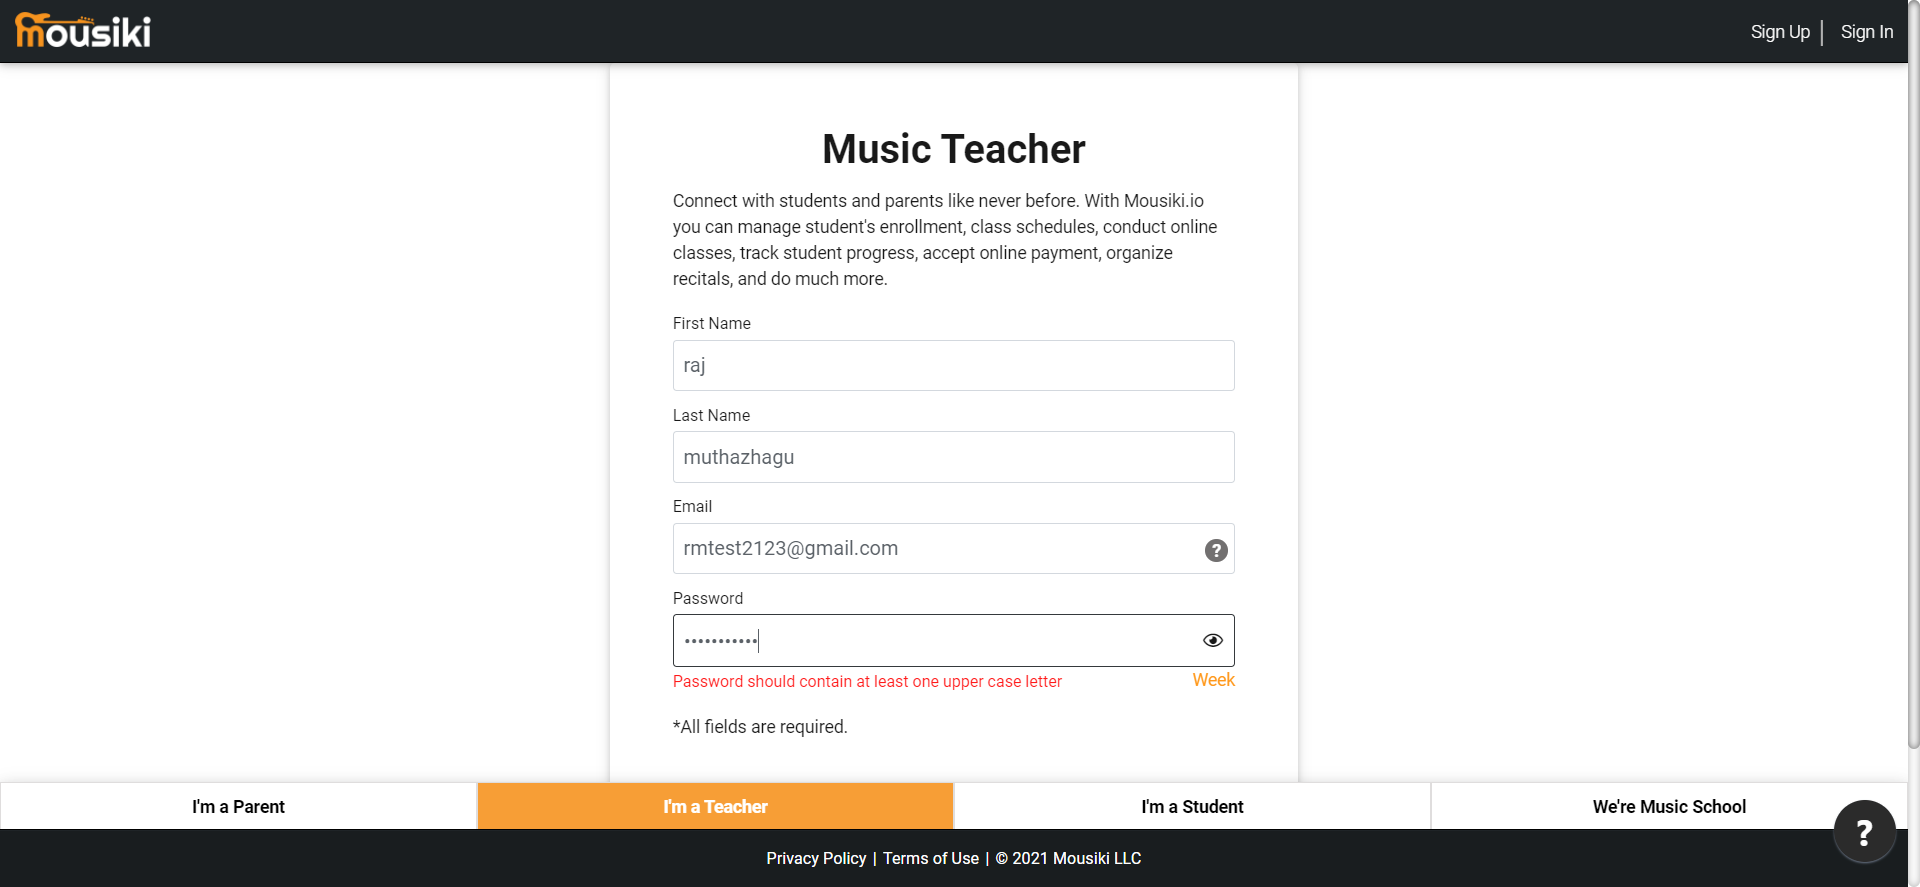 mousiki
Sign Up | Sign In
Music Teacher
Connect with students and parents like never before. With Mousiki.io
you can manage student's enrollment, class schedules, conduct online
classes, track student progress, accept online payment, organize
recitals, and do much more.
First Name
raj
Last Name
muthazhagu
Email
rmtest2123@gmail.com
?
Password
•••••••••••
Password should contain at least one upper case letter
Week
*All fields are required.
I'm a Parent
I'm a Teacher
I'm a Student
We're Music School
?
Privacy Policy | Terms of Use | © 2021 Mousiki LLC